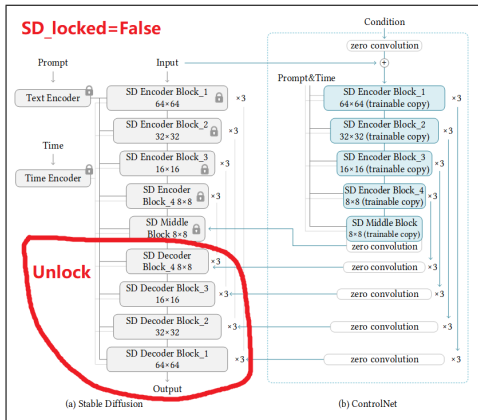 SD_locked=False
Condition
zero convolution
Prompt
Input
+
Prompt&Time
Text Encoder
SD Encoder Block_1
64×64
×3
SD Encoder Block_1
64×64 (trainable copy)
×3
SD Encoder Block_2
32×32
×3
SD Encoder Block_2
32×32 (trainable copy)
×3
Time
Time Encoder
SD Encoder Block_3
16×16
×3
SD Encoder Block_3
16×16 (trainable copy)
×3
SD Encoder
Block_4 8×8
×3
SD Encoder Block_4
8×8 (trainable copy)
×3
SD Middle
Block 8×8
SD Middle Block
8×8 (trainable copy)
zero convolution
Unlock
SD Decoder
Block_4 8×8
×3
zero convolution
×3
SD Decoder Block_3
16×16
×3
zero convolution
×3
SD Decoder Block_2
32×32
×3
zero convolution
×3
SD Decoder Block_1
64×64
×3
zero convolution
×3
Output
(a) Stable Diffusion
(b) ControlNet